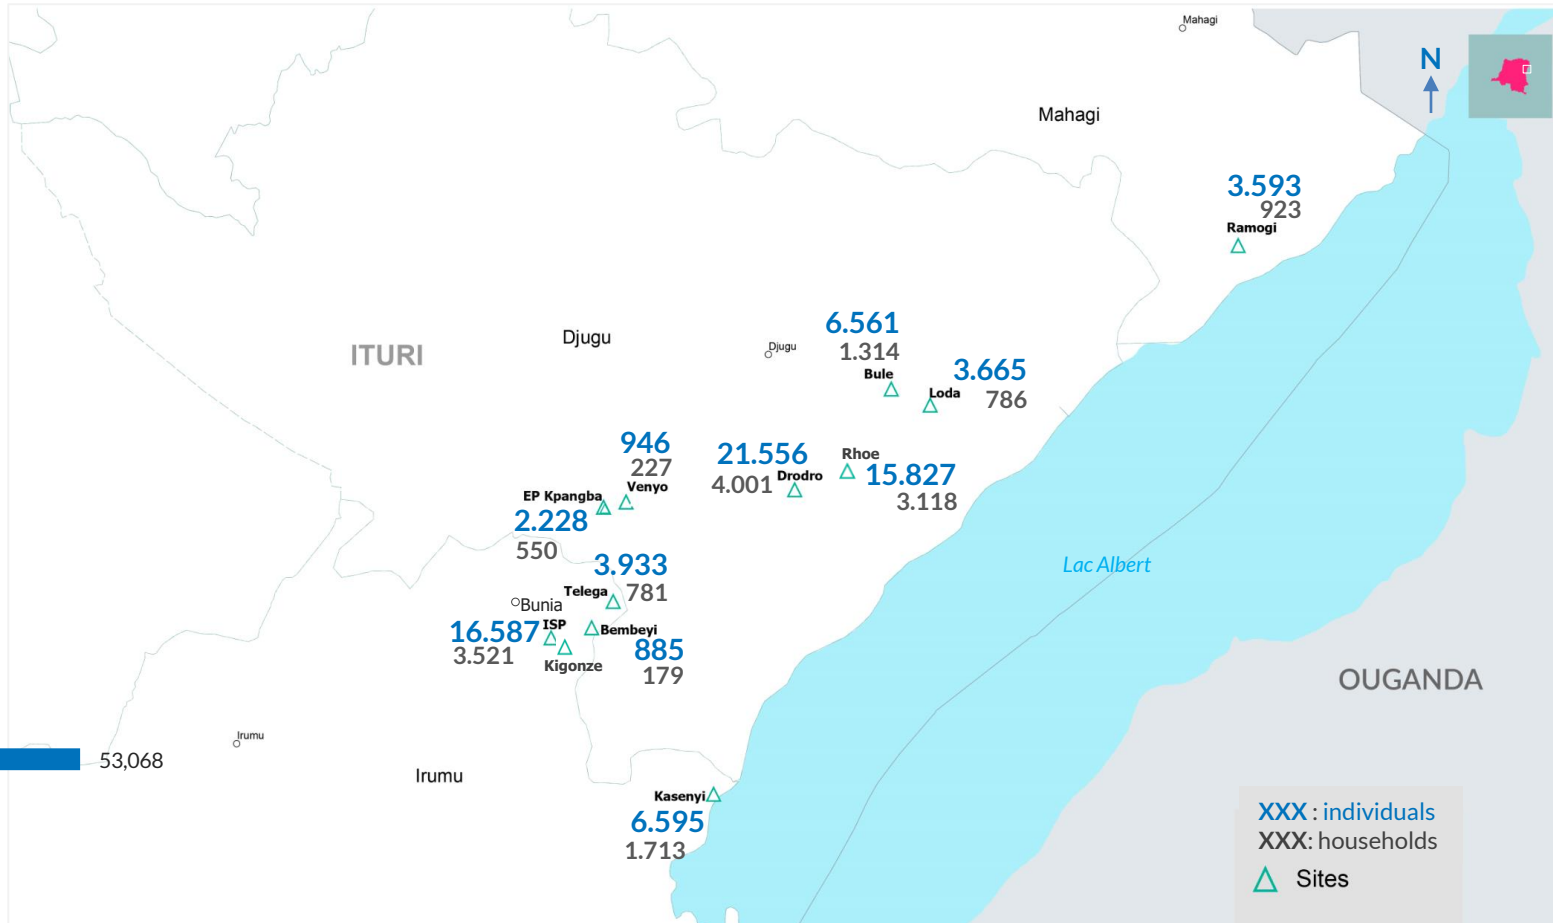 Mahagi
N
Mahagi
3.593
923
Ramogi
6.561
1.314
Bule
Djugu
Djugu
ITURI
3.665
Loda
786
946
227
Venyo
EP Kpangba
2.228
550
21.556
4.001
Drodro
Rhoe
15.827
3.118
3.933
781
Telega
Lac Albert
Bunia
ISP
16.587
3.521
Kigonze
Bembeyi
885
179
OUGANDA
Irumu
53,068
Irumu
Kasenyi
6.595
1.713
XXX : individuals
XXX: households
Sites